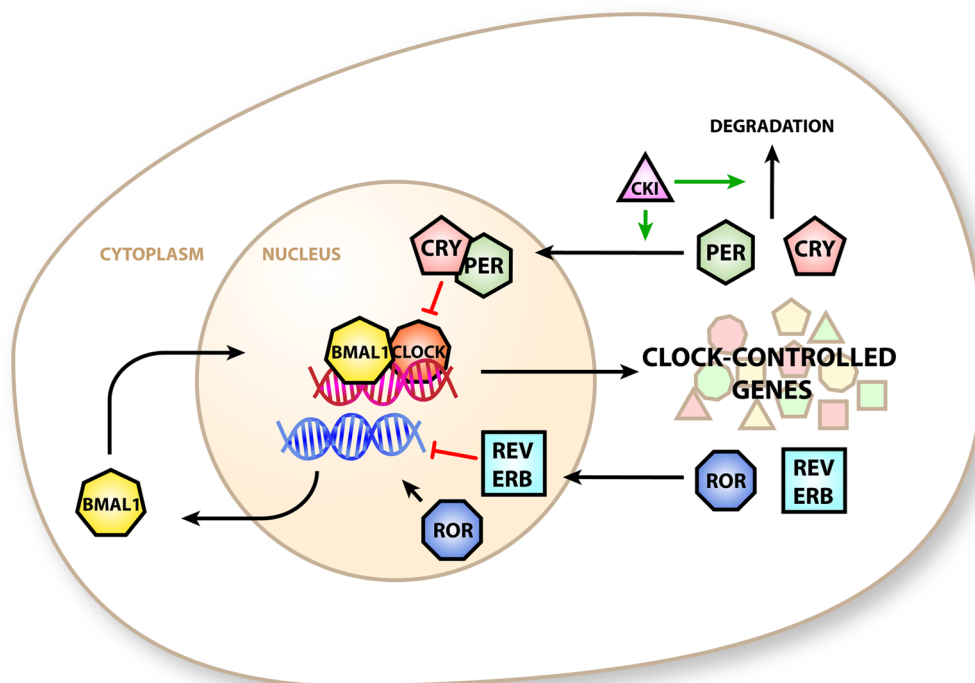 DEGRADATION
CKI
CYTOPLASM
NUCLEUS
CRY
PER
PER
CRY
BMAL1
CLOCK
CLOCK-CONTROLLED
GENES
REV
ERB
ROR
REV
ERB
BMAL1
ROR